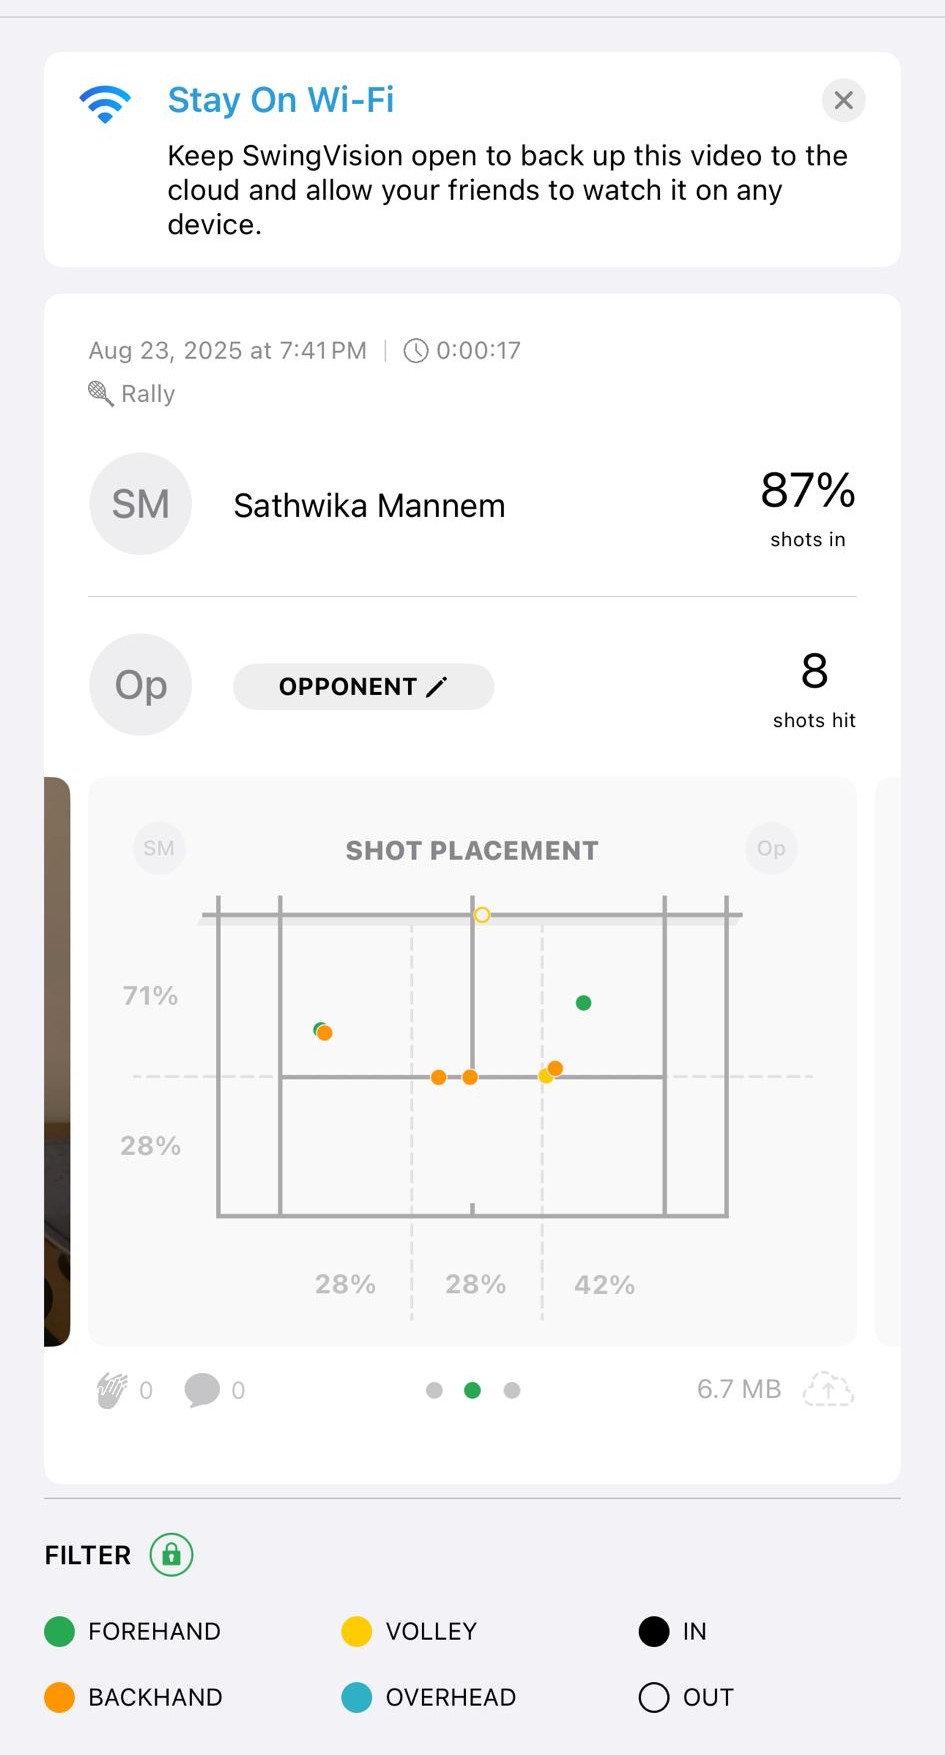 Stay On Wi-Fi
Keep SwingVision open to back up this video to the
cloud and allow your friends to watch it on any
device.
Aug 23, 2025 at 7:41 PM | 0:00:17
Rally
SM
Sathwika Mannem
87%
shots in
Op
OPPONENT
8
shots hit
SM
SHOT PLACEMENT
Op
71%
28%
28%
28%
42%
0
0
6.7 MB
FILTER
FOREHAND
VOLLEY
IN
BACKHAND
OVERHEAD
OUT